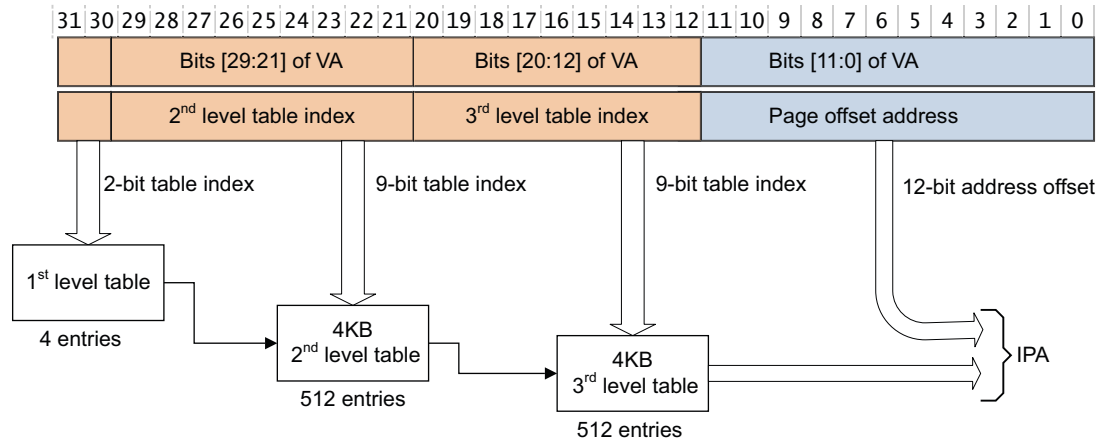 31 30 29 28 27 26 25 24 23 22 21 20 19 18 17 16 15 14 13 12 11 10 9 8 7 6 5 4 3 2 1 0
Bits [29:21] of VA Bits [20:12] of VA Bits [11:0] of VA
2nd level table index 3rd level table index Page offset address
2-bit table index 9-bit table index 9-bit table index 12-bit address offset
1st level table
4 entries
4KB
2nd level table
512 entries
4KB
3rd level table
512 entries
IPA